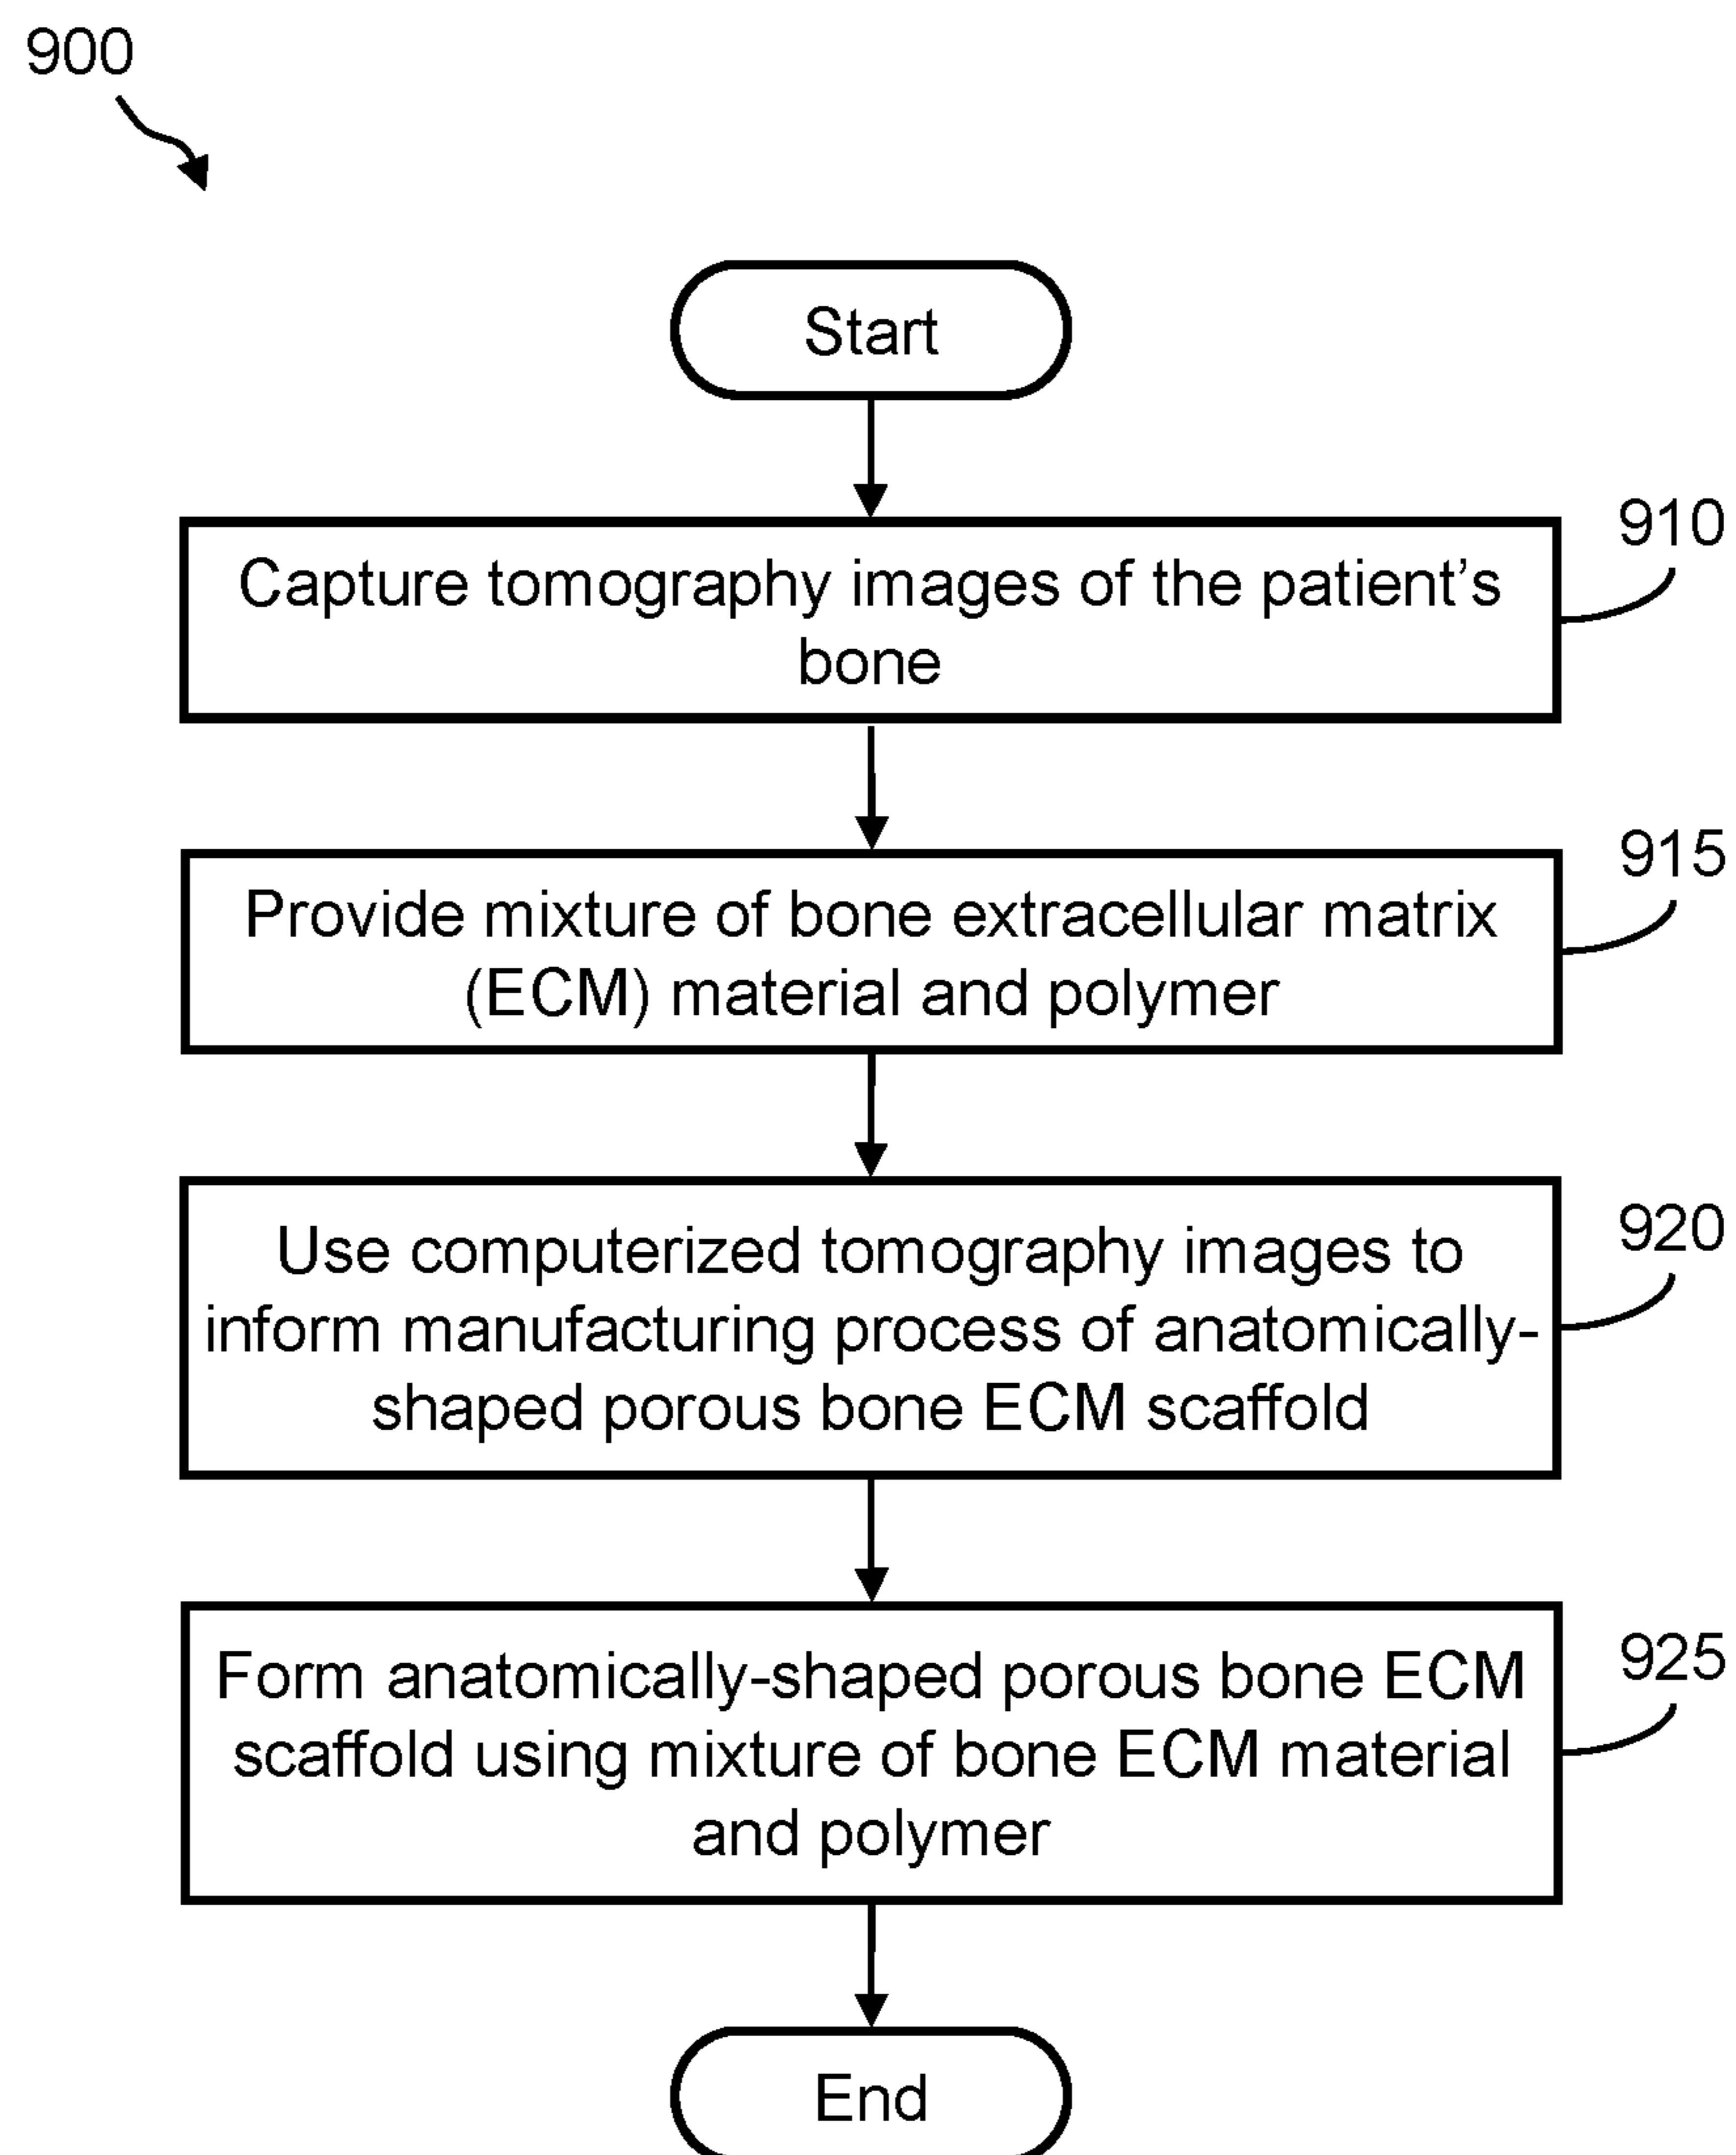 900
Start
910
Capture tomography images of the patient’s
bone
915
Provide mixture of bone extracellular matrix
(ECM) material and polymer
920
Use computerized tomography images to
inform manufacturing process of anatomically-
shaped porous bone ECM scaffold
925
Form anatomically-shaped porous bone ECM
scaffold using mixture of bone ECM material
and polymer
End